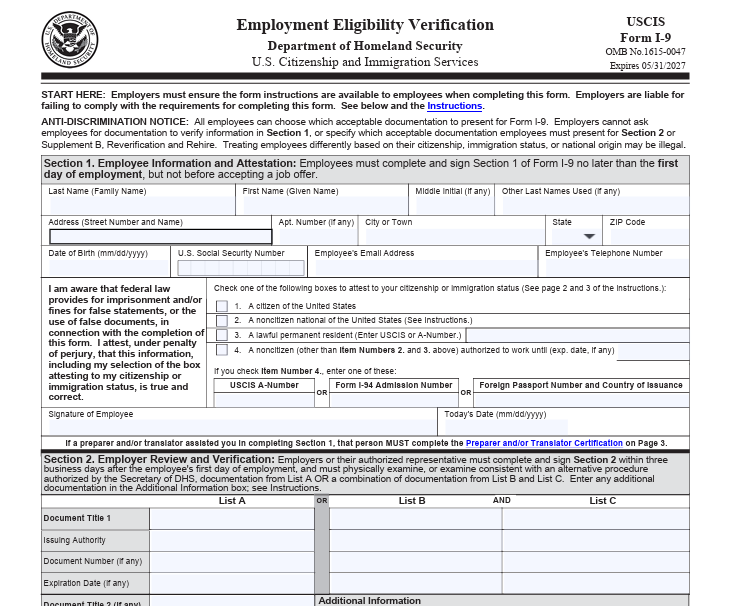 Employment Eligibility Verification
Department of Homeland Security
U.S. Citizenship and Immigration Services
USCIS
Form I-9
OMB No.1615-0047
Expires 05/31/2027
START HERE: Employers must ensure the form instructions are available to employees when completing this form. Employers are liable for
failing to comply with the requirements for completing this form. See below and the Instructions.
ANTI-DISCRIMINATION NOTICE: All employees can choose which acceptable documentation to present for Form I-9. Employers cannot ask
employees for documentation to verify information in Section 1, or specify which acceptable documentation employees must present for Section 2 or
Supplement B, Reverification and Rehire. Treating employees differently based on their citizenship, immigration status, or national origin may be illegal.
Section 1. Employee Information and Attestation: Employees must complete and sign Section 1 of Form I-9 no later than the first
day of employment, but not before accepting a job offer.
Last Name (Family Name) First Name (Given Name) Middle Initial (if any) Other Last Names Used (if any)
Address (Street Number and Name) Apt. Number (if any) City or Town State ZIP Code
Date of Birth (mm/dd/yyyy) U.S. Social Security Number Employee's Email Address Employee's Telephone Number
I am aware that federal law
provides for imprisonment and/or
fines for false statements, or the
use of false documents, in
connection with the completion of
this form. I attest, under penalty
of perjury, that this information,
including my selection of the box
attesting to my citizenship or
immigration status, is true and
correct.
Check one of the following boxes to attest to your citizenship or immigration status (See page 2 and 3 of the instructions.):
1. A citizen of the United States
2. A noncitizen national of the United States (See Instructions.)
3. A lawful permanent resident (Enter USCIS or A-Number.)
4. A noncitizen (other than Item Numbers 2. and 3. above) authorized to work until (exp. date, if any)
If you check Item Number 4., enter one of these:
USCIS A-Number OR Form I-94 Admission Number OR Foreign Passport Number and Country of Issuance
Signature of Employee Today's Date (mm/dd/yyyy)
If a preparer and/or translator assisted you in completing Section 1, that person MUST complete the Preparer and/or Translator Certification on Page 3.
Section 2. Employer Review and Verification: Employers or their authorized representative must complete and sign Section 2 within three
business days after the employee's first day of employment, and must physically examine, or examine consistent with an alternative procedure
authorized by the Secretary of DHS, documentation from List A OR a combination of documentation from List B and List C. Enter any additional
documentation in the Additional Information box; see Instructions.
List A OR List B AND List C
Document Title 1
Issuing Authority
Document Number (if any)
Expiration Date (if any)
Document Title 2 (if any) Additional Information